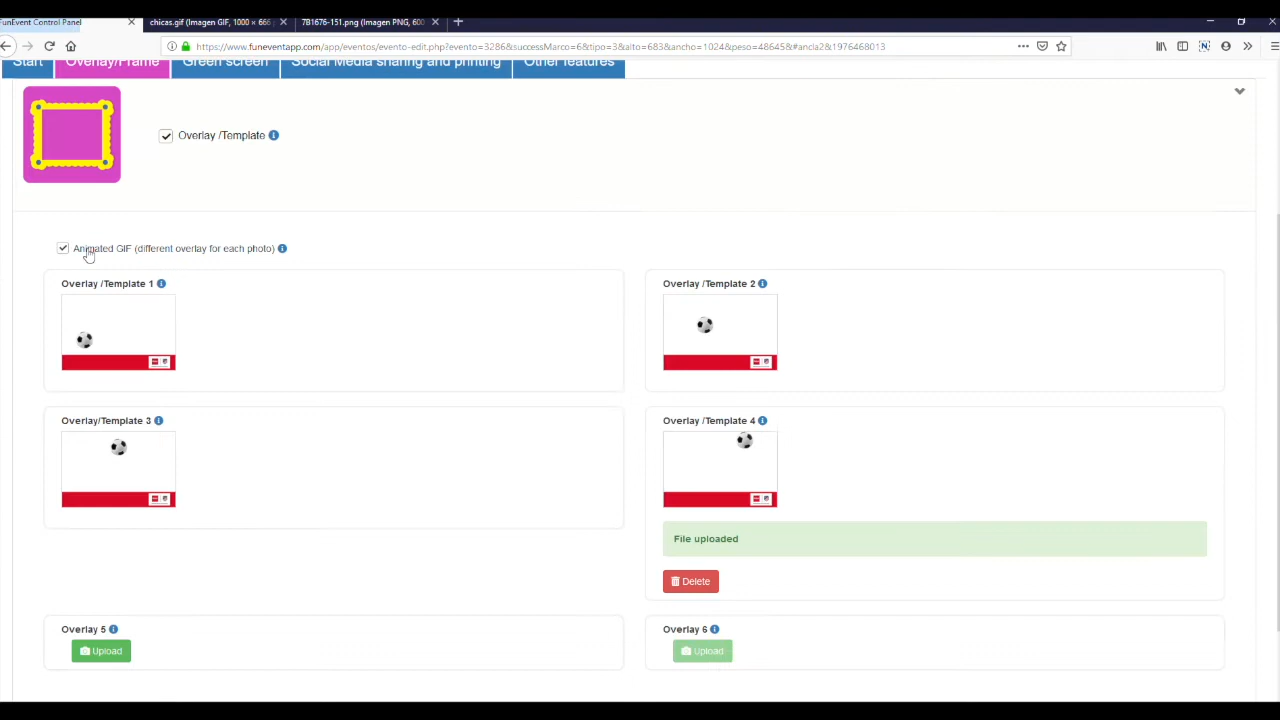 FunEvent Control Panel
chicas.gif (Imagen GIF, 1000 × 666
7B1676-151.png (Imagen PNG, 600
https://www.funeventapp.com/app/eventos/evento-edit.php?evento=3286&successMarco=6&tipo=3&alto=683&ancho=1024&peso=48645&#ancla2&1976468013
Start
Overlay/Frame
Green screen
Social Media sharing and printing
Other features
Overlay /Template
Animated GIF (different overlay for each photo)
Overlay /Template 1
Overlay /Template 2
Overlay/Template 3
Overlay /Template 4
File uploaded
Delete
Overlay 5
Overlay 6
Upload
Upload